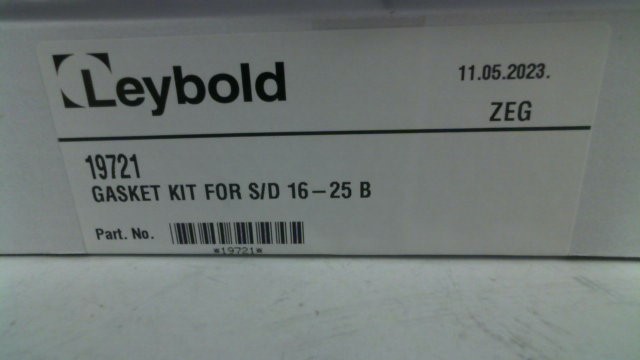 Leybold
11.05.2023.
ZEG
19721
GASKET KIT FOR S/D 16–25 B
Part. No.
*19721*